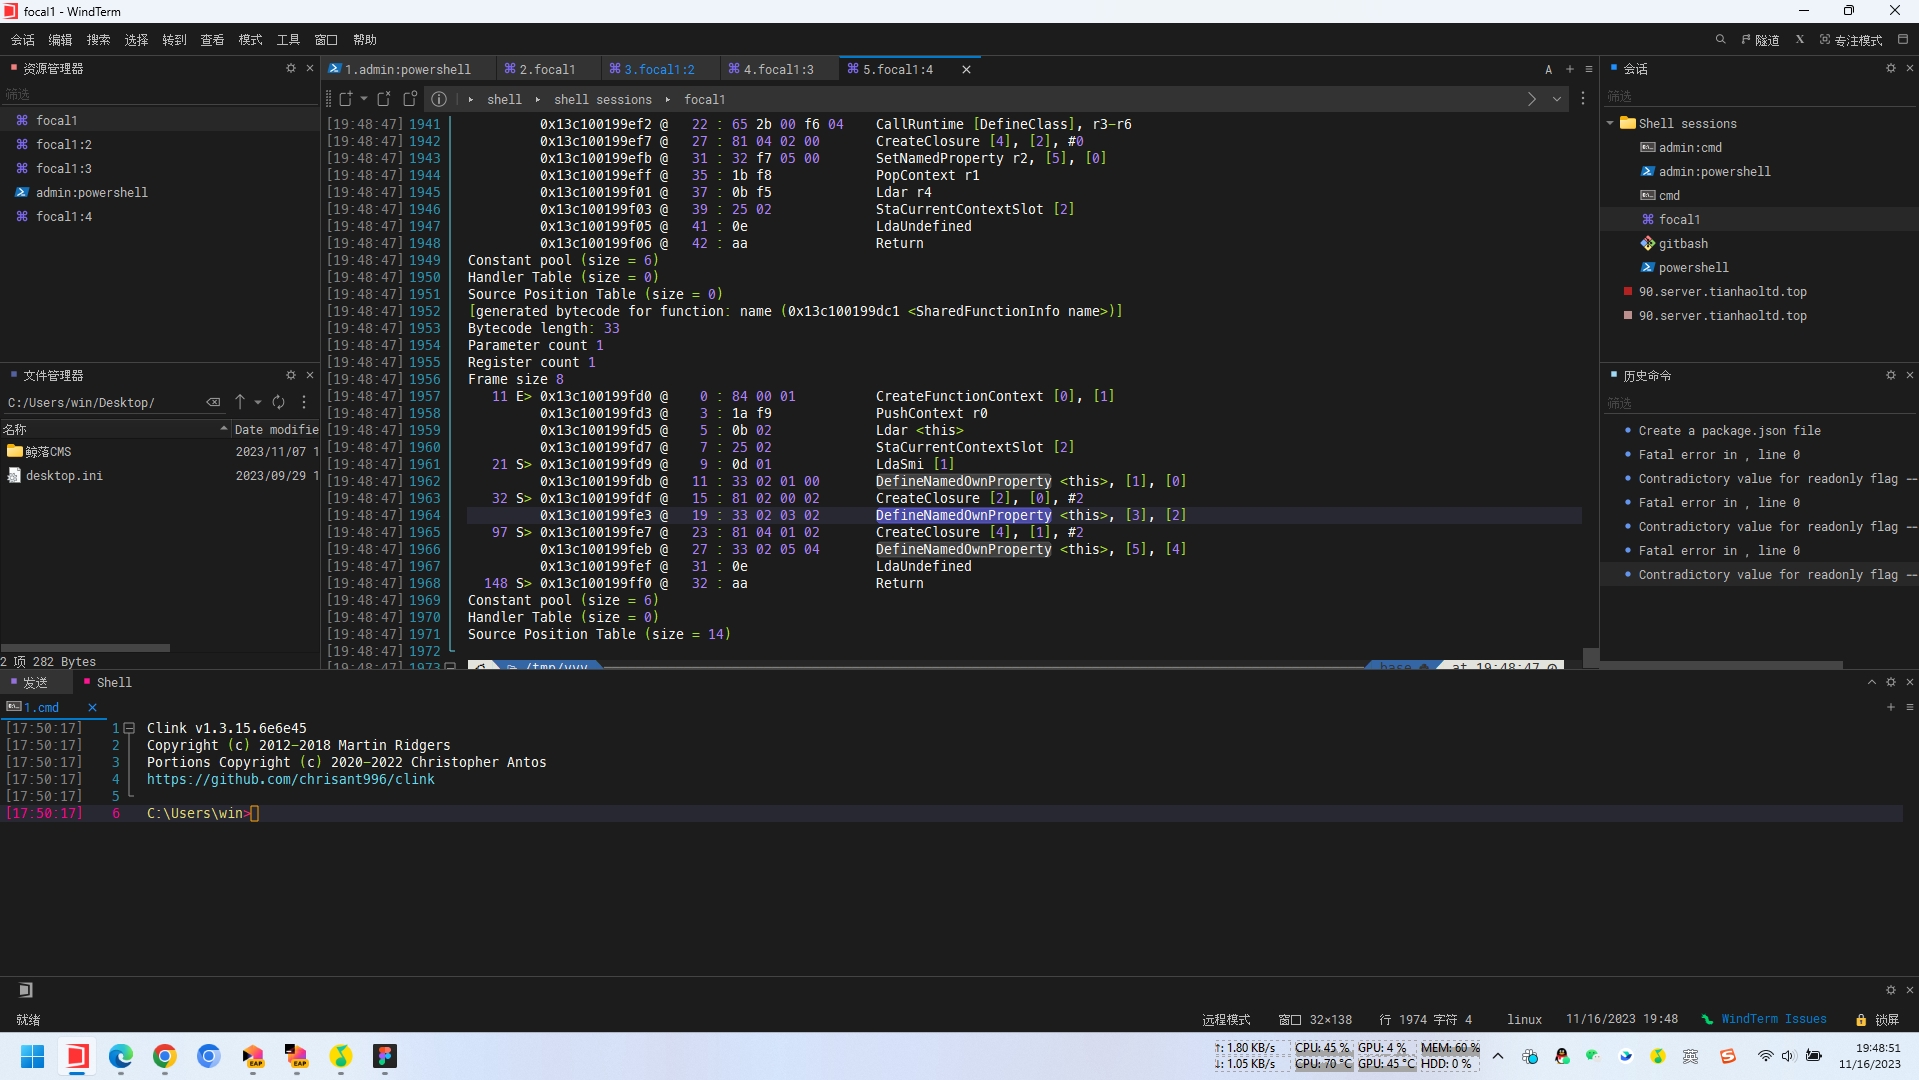 focal1 - WindTerm
会话 编辑 搜索 选择 转到 查看 模式 工具 窗口 帮助
隧道 X 专注模式
资源管理器
筛选
focal1
focal1:2
focal1:3
admin:powershell
focal1:4
文件管理器
C:/Users/win/Desktop/
名称 Date modifie
鲸落CMS 2023/11/07 1
desktop.ini 2023/09/29 1
2 项 282 Bytes
1.admin:powershell 2.focal1 3.focal1:2 4.focal1:3 5.focal1:4
A
shell shell sessions focal1
[19:48:47] 1941 0x13c100199ef2 @ 22 : 65 2b 00 f6 04 CallRuntime [DefineClass], r3-r6
[19:48:47] 1942 0x13c100199ef7 @ 27 : 81 04 02 00 CreateClosure [4], [2], #0
[19:48:47] 1943 0x13c100199efb @ 31 : 32 f7 05 00 SetNamedProperty r2, [5], [0]
[19:48:47] 1944 0x13c100199eff @ 35 : 1b f8 PopContext r1
[19:48:47] 1945 0x13c100199f01 @ 37 : 0b f5 Ldar r4
[19:48:47] 1946 0x13c100199f03 @ 39 : 25 02 StaCurrentContextSlot [2]
[19:48:47] 1947 0x13c100199f05 @ 41 : 0e LdaUndefined
[19:48:47] 1948 0x13c100199f06 @ 42 : aa Return
[19:48:47] 1949 Constant pool (size = 6)
[19:48:47] 1950 Handler Table (size = 0)
[19:48:47] 1951 Source Position Table (size = 0)
[19:48:47] 1952 [generated bytecode for function: name (0x13c100199dc1 <SharedFunctionInfo name>)]
[19:48:47] 1953 Bytecode length: 33
[19:48:47] 1954 Parameter count 1
[19:48:47] 1955 Register count 1
[19:48:47] 1956 Frame size 8
[19:48:47] 1957 11 E> 0x13c100199fd0 @ 0 : 84 00 01 CreateFunctionContext [0], [1]
[19:48:47] 1958 0x13c100199fd3 @ 3 : 1a f9 PushContext r0
[19:48:47] 1959 0x13c100199fd5 @ 5 : 0b 02 Ldar <this>
[19:48:47] 1960 0x13c100199fd7 @ 7 : 25 02 StaCurrentContextSlot [2]
[19:48:47] 1961 21 S> 0x13c100199fd9 @ 9 : 0d 01 LdaSmi [1]
[19:48:47] 1962 0x13c100199fdb @ 11 : 33 02 01 00 DefineNamedOwnProperty <this>, [1], [0]
[19:48:47] 1963 32 S> 0x13c100199fdf @ 15 : 81 02 00 02 CreateClosure [2], [0], #2
[19:48:47] 1964 0x13c100199fe3 @ 19 : 33 02 03 02 DefineNamedOwnProperty <this>, [3], [2]
[19:48:47] 1965 97 S> 0x13c100199fe7 @ 23 : 81 04 01 02 CreateClosure [4], [1], #2
[19:48:47] 1966 0x13c100199feb @ 27 : 33 02 05 04 DefineNamedOwnProperty <this>, [5], [4]
[19:48:47] 1967 0x13c100199fef @ 31 : 0e LdaUndefined
[19:48:47] 1968 148 S> 0x13c100199ff0 @ 32 : aa Return
[19:48:47] 1969 Constant pool (size = 6)
[19:48:47] 1970 Handler Table (size = 0)
[19:48:47] 1971 Source Position Table (size = 14)
[19:48:47] 1972
[19:48:47] 1973 /tmp/yyy base at 19:48:47
会话
筛选
Shell sessions
admin:cmd
admin:powershell
cmd
focal1
gitbash
powershell
90.server.tianhaoltd.top
90.server.tianhaoltd.top
历史命令
筛选
Create a package.json file
Fatal error in , line 0
Contradictory value for readonly flag --
Fatal error in , line 0
Contradictory value for readonly flag --
Fatal error in , line 0
Contradictory value for readonly flag --
发送 Shell
1.cmd
[17:50:17] 1 Clink v1.3.15.6e6e45
[17:50:17] 2 Copyright (c) 2012-2018 Martin Ridgers
[17:50:17] 3 Portions Copyright (c) 2020-2022 Christopher Antos
[17:50:17] 4 https://github.com/chrisant996/clink
[17:50:17] 5
[17:50:17] 6 C:\Users\win>
就绪
远程模式 窗口 32×138 行 1974 字符 4 linux 11/16/2023 19:48 WindTerm Issues 锁屏
EAP EAP
↑: 1.80 KB/s CPU: 45 % GPU: 4 % MEM: 60 %
↓: 1.05 KB/s CPU: 70 °C GPU: 45 °C HDD: 0 %
英
19:48:51
11/16/2023